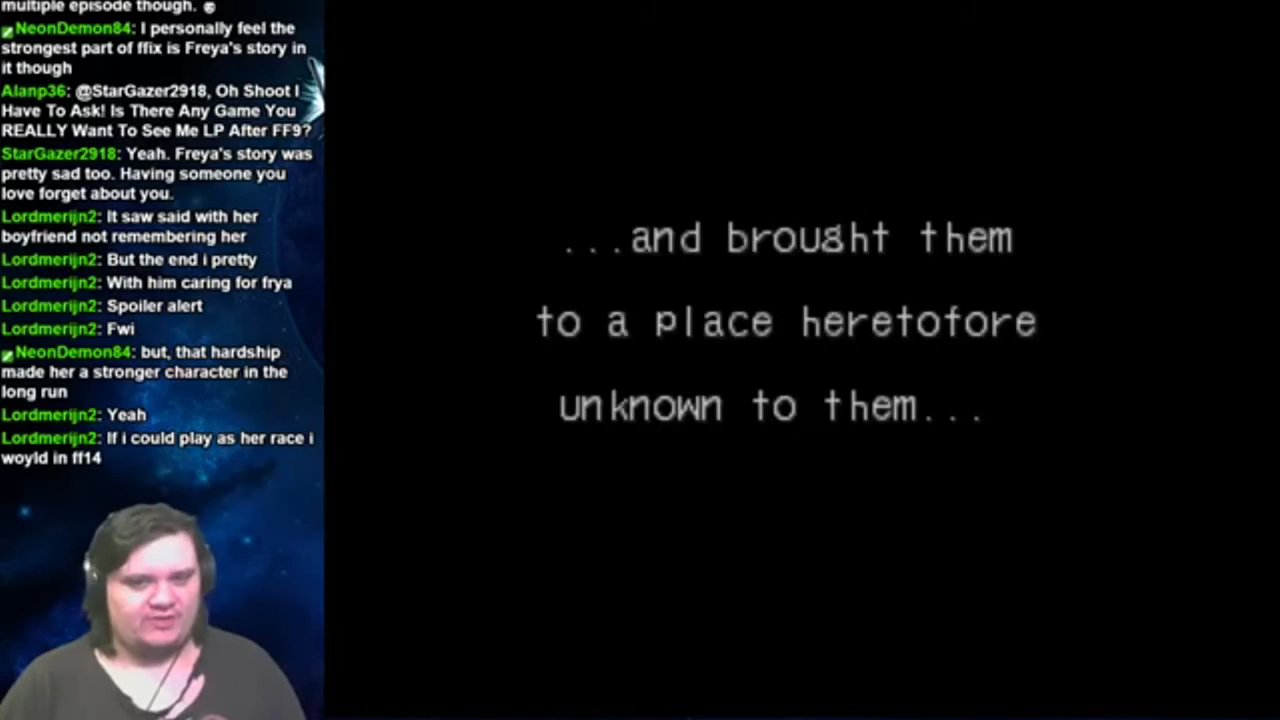 multiple episode though.
NeonDemon84: I personally feel the
strongest part of ffix is Freya's story in
it though
Alanp36: @StarGazer2918, Oh Shoot I
Have To Ask! Is There Any Game You
REALLY Want To See Me LP After FF9?
StarGazer2918: Yeah. Freya's story was
pretty sad too. Having someone you
love forget about you.
Lordmerijn2: It saw said with her
boyfriend not remembering her
Lordmerijn2: But the end i pretty
Lordmerijn2: With him caring for frya
Lordmerijn2: Spoiler alert
Lordmerijn2: Fwi
NeonDemon84: but, that hardship
made her a stronger character in the
long run
Lordmerijn2: Yeah
Lordmerijn2: If i could play as her race i
woyld in ff14
...and brought them
to a place heretofore
unknown to them...